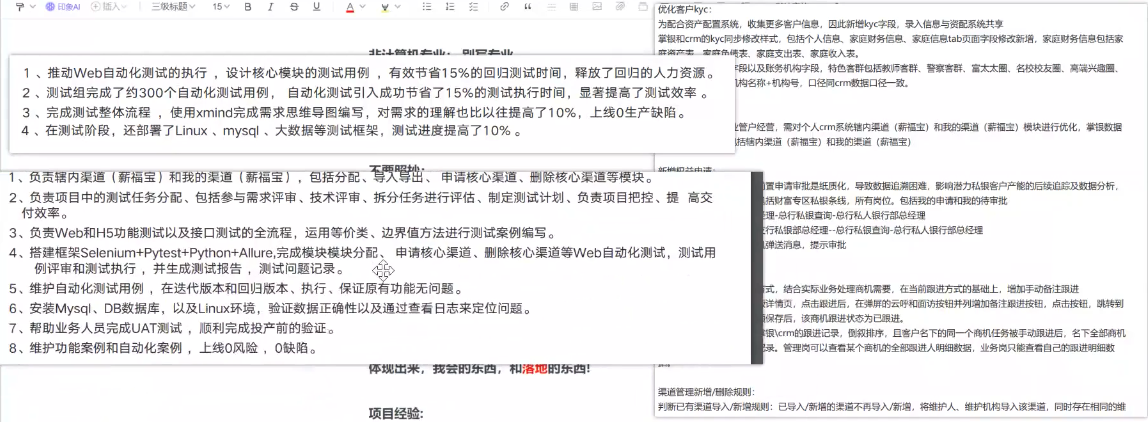 印象AI
插入
三级标题
15
B
I
S
U
A
非计算机专业： 别写专业
1 、推动Web自动化测试的执行 ，设计核心模块的测试用例 ，有效节省15%的回归测试时间，释放了回归的人力资源。
2 、测试组完成了约300个自动化测试用例， 自动化测试引入成功节省了15%的测试执行时间，显著提高了测试效率 。
3 、完成测试整体流程 ， 使用xmind完成需求思维导图编写，对需求的理解也比以往提高了10%，上线0生产缺陷。
4 、在测试阶段，还部署了Linux 、mysql 、大数据等测试框架，测试进度提高了10% 。
不要照抄：
1、负责辖内渠道（薪福宝）和我的渠道（薪福宝），包括分配、导入导出、 申请核心渠道、删除核心渠道等模块。
2、负责项目中的测试任务分配、包括参与需求评审、技术评审、拆分任务进行评估、制定测试计划、负责项目把控、提 高交
付效率。
3、负责Web和H5功能测试以及接口测试的全流程，运用等价类、边界值方法进行测试案例编写。
4、搭建框架Selenium+Pytest+Python+Allure,完成模块模块分配、 申请核心渠道、删除核心渠道等Web自动化测试，测试用
例评审和测试执行 ，并生成测试报告 ，测试问题记录。
5、维护自动化测试用例 ，在迭代版本和回归版本、执行、保证原有功能无问题。
6、安装Mysql、DB数据库，以及Linux环境，验证数据正确性以及通过查看日志来定位问题。
7、帮助业务人员完成UAT测试 ，顺利完成投产前的验证。
8、维护功能案例和自动化案例 ，上线0风险 ，0缺陷。
体现出来，我会的东西，和落地的东西!
项目经验:
优化客户kyc：
为配合资产配置系统，收集更多客户信息，因此新增kyc字段，录入信息与资配系统共享
掌银和crm的kyc同步修改样式，包括个人信息、家庭财务信息、家庭信息tab页面字段修改新增，家庭财务信息包括家
庭资产表、家庭负债表、家庭支出表、家庭收入表。
字段以及账务机构字段，特色客群包括教师客群、警察客群、富太太圈、名校校友圈、高端兴趣圈、
机构名称+机构号，口径同crm数据口径一致。
管户经营，需对个人crm系统辖内渠道（薪福宝）和我的渠道（薪福宝）模块进行优化，掌银数据
包括辖内渠道（薪福宝）和我的渠道（薪福宝）
新增权益申请：
申请审批是纸质化，导致数据追溯困难，影响潜力私银客户产能的后续追及数据分析，
括财富专区私银条线，所有岗位。包括我的申请和我的待审批
经理-总行私银查询-总行私人银行部总经理
行私银部总经理--总行私银查询-总行私人银行部总经理
弹送消息，提示审批
方式，结合实际业务处理商机需要，在当前跟进方式的基础上，增加手动备注跟进
详情页，点击跟进后，在弹屏的云呼和面访按钮并列增加备注跟进按钮，点击按钮，跳转到
保存后，该商机跟进状态为已跟进。
掌银\crm的跟进记录，倒叙排序，且客户名下的同一个商机任务被手动跟进后，名下全部商机
记录。管理岗可以查看某个商机的全部跟进人明细数据，业务岗只能查看自己的跟进明细数
渠道管理新增/删除规则：
判断已有渠道导入/新增规则：已导入/新增的渠道不再导入/新增，将维护人、维护机构导入该渠道，同时存在相同的维